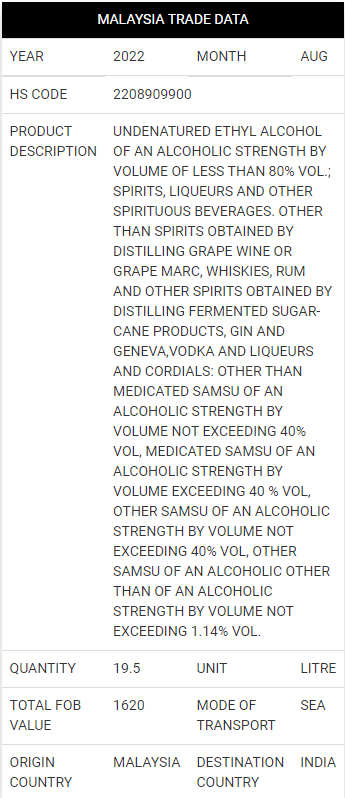 MALAYSIA TRADE DATA
YEAR 2022 MONTH AUG
HS CODE 2208909900
PRODUCT DESCRIPTION
UNDENATURED ETHYL ALCOHOL
OF AN ALCOHOLIC STRENGTH BY
VOLUME OF LESS THAN 80% VOL.;
SPIRITS, LIQUEURS AND OTHER
SPIRITUOUS BEVERAGES. OTHER
THAN SPIRITS OBTAINED BY
DISTILLING GRAPE WINE OR
GRAPE MARC, WHISKIES, RUM
AND OTHER SPIRITS OBTAINED BY
DISTILLING FERMENTED SUGAR-
CANE PRODUCTS, GIN AND
GENEVA,VODKA AND LIQUEURS
AND CORDIALS: OTHER THAN
MEDICATED SAMSU OF AN
ALCOHOLIC STRENGTH BY
VOLUME NOT EXCEEDING 40%
VOL, MEDICATED SAMSU OF AN
ALCOHOLIC STRENGTH BY
VOLUME EXCEEDING 40 % VOL,
OTHER SAMSU OF AN ALCOHOLIC
STRENGTH BY VOLUME NOT
EXCEEDING 40% VOL, OTHER
SAMSU OF AN ALCOHOLIC OTHER
THAN OF AN ALCOHOLIC
STRENGTH BY VOLUME NOT
EXCEEDING 1.14% VOL.
QUANTITY 19.5 UNIT LITRE
TOTAL FOB VALUE 1620 MODE OF TRANSPORT SEA
ORIGIN COUNTRY MALAYSIA DESTINATION COUNTRY INDIA